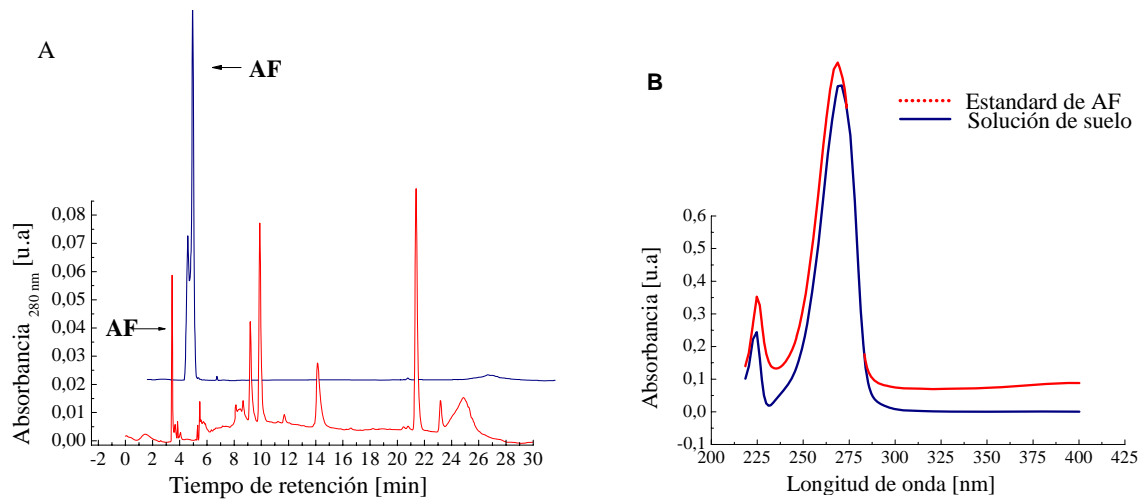 A
AF
AF
Absorbancia 280 nm [u.a]
0,08
0,07
0,06
0,05
0,04
0,03
0,02
0,01
0,00
-2 0 2 4 6 8 10 12 14 16 18 20 22 24 26 28 30
Tiempo de retención [min]
B
Estandard de AF
Solución de suelo
Absorbancia [u.a]
0,6
0,5
0,4
0,3
0,2
0,1
0,0
-0,1
200 225 250 275 300 325 350 375 400 425
Longitud de onda [nm]